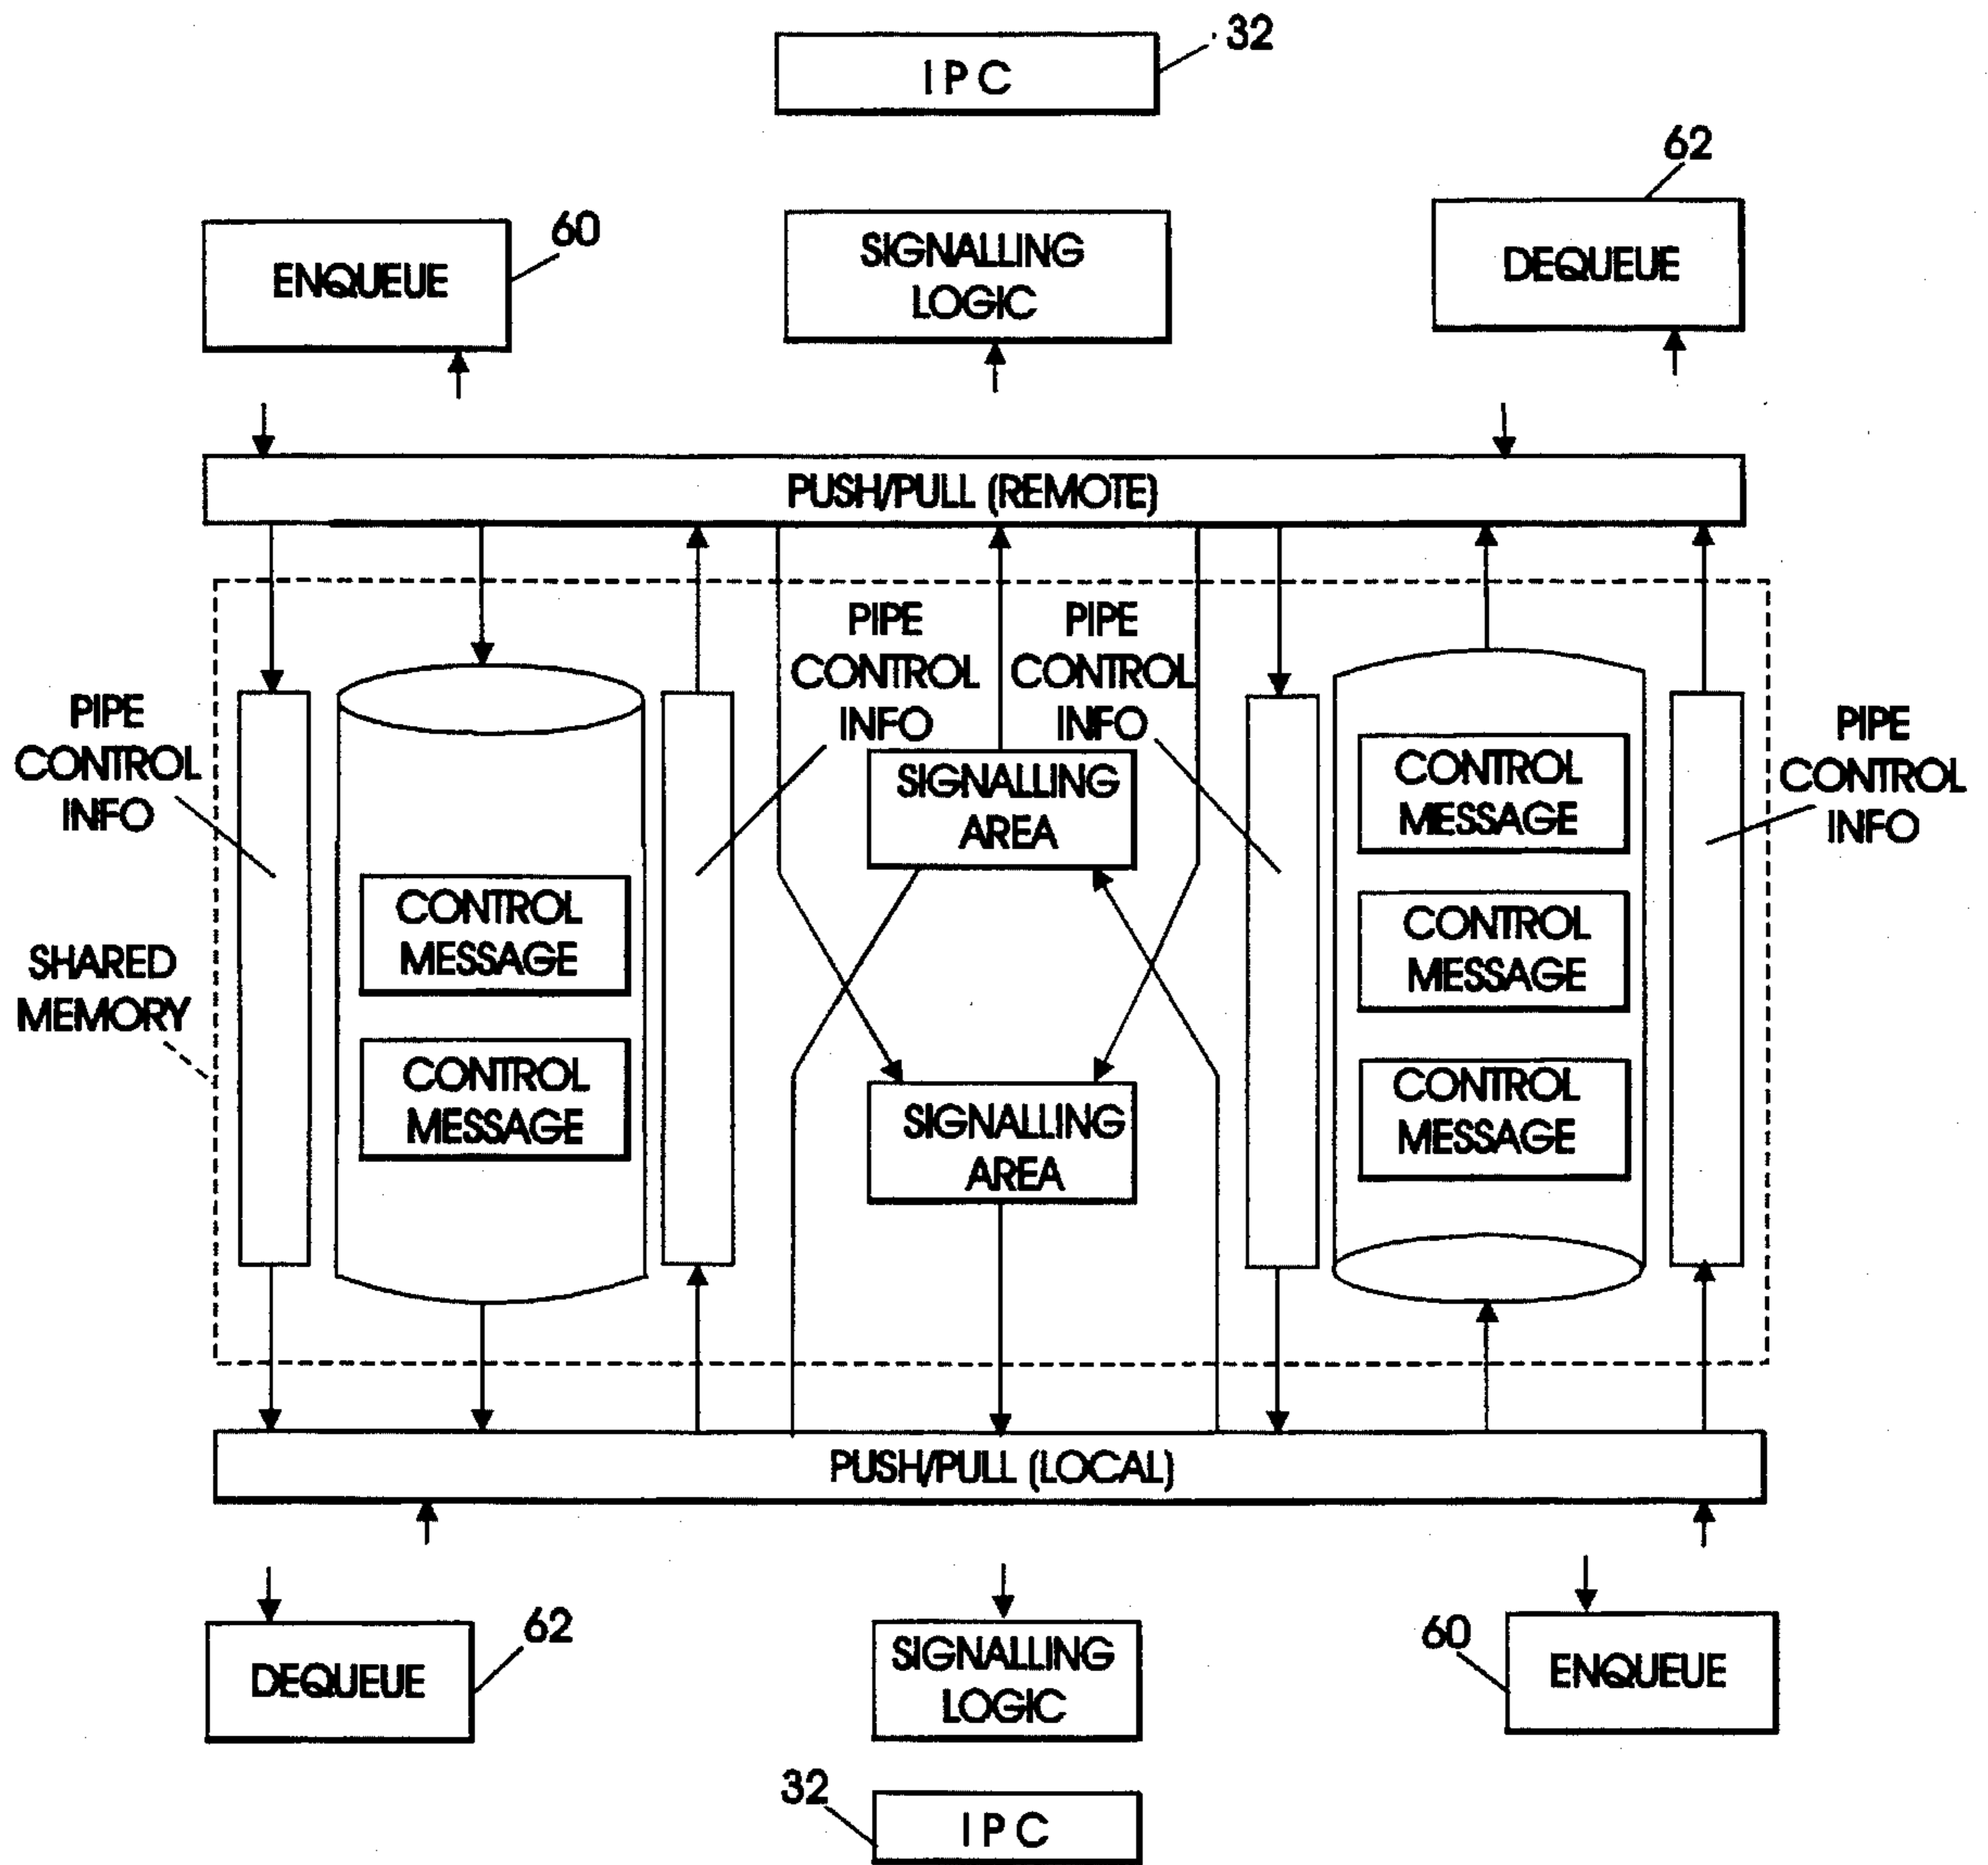 32
I P C
62
60
ENQUEUE
SIGNALLING
LOGIC
DEQUEUE
PUSH/PULL (REMOTE)
PIPE
CONTROL
INFO
PIPE
CONTROL
INFO
PIPE
CONTROL
INFO
PIPE
CONTROL
INFO
SIGNALLING
AREA
CONTROL
MESSAGE
CONTROL
MESSAGE
CONTROL
MESSAGE
SHARED
MEMORY
CONTROL
MESSAGE
CONTROL
MESSAGE
SIGNALLING
AREA
PUSH/PULL (LOCAL)
62
DEQUEUE
SIGNALLING
LOGIC
60
ENQUEUE
32
I P C